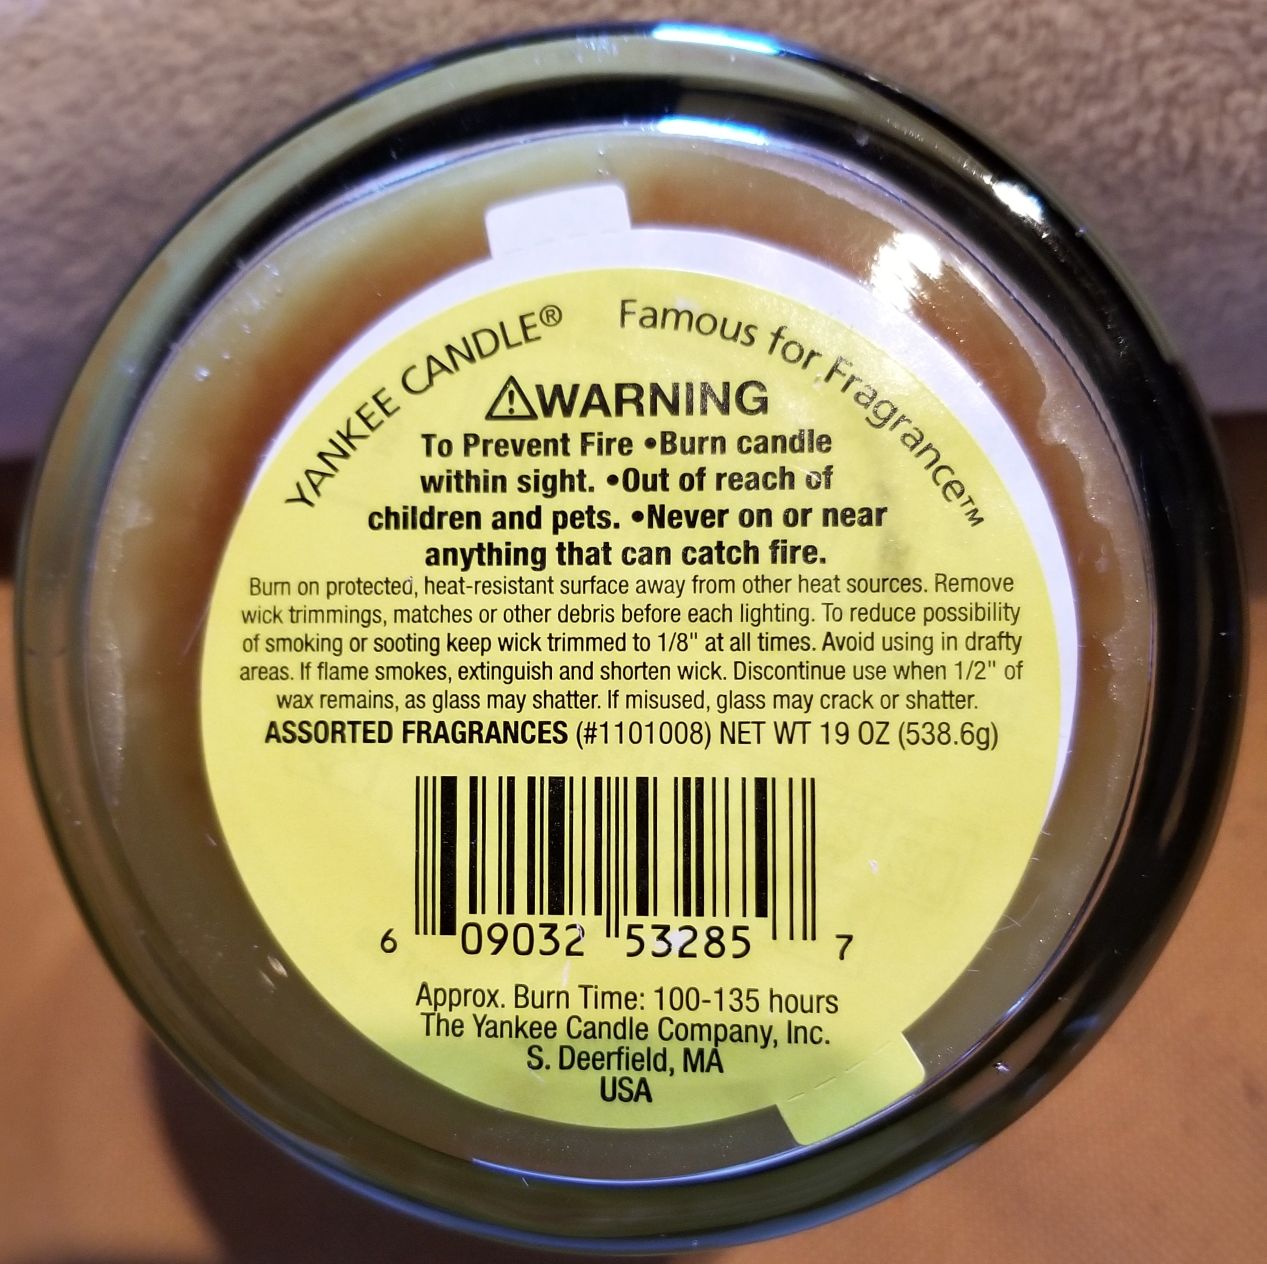 YANKEE CANDLE® Famous for Fragrance™
⚠WARNING
To Prevent Fire •Burn candle
within sight. •Out of reach of
children and pets. •Never on or near
anything that can catch fire.
Burn on protected, heat-resistant surface away from other heat sources. Remove
wick trimmings, matches or other debris before each lighting. To reduce possibility
of smoking or sooting keep wick trimmed to 1/8" at all times. Avoid using in drafty
areas. If flame smokes, extinguish and shorten wick. Discontinue use when 1/2" of
wax remains, as glass may shatter. If misused, glass may crack or shatter.
ASSORTED FRAGRANCES (#1101008) NET WT 19 OZ (538.6g)
6 09032 53285 7
Approx. Burn Time: 100-135 hours
The Yankee Candle Company, Inc.
S. Deerfield, MA
USA